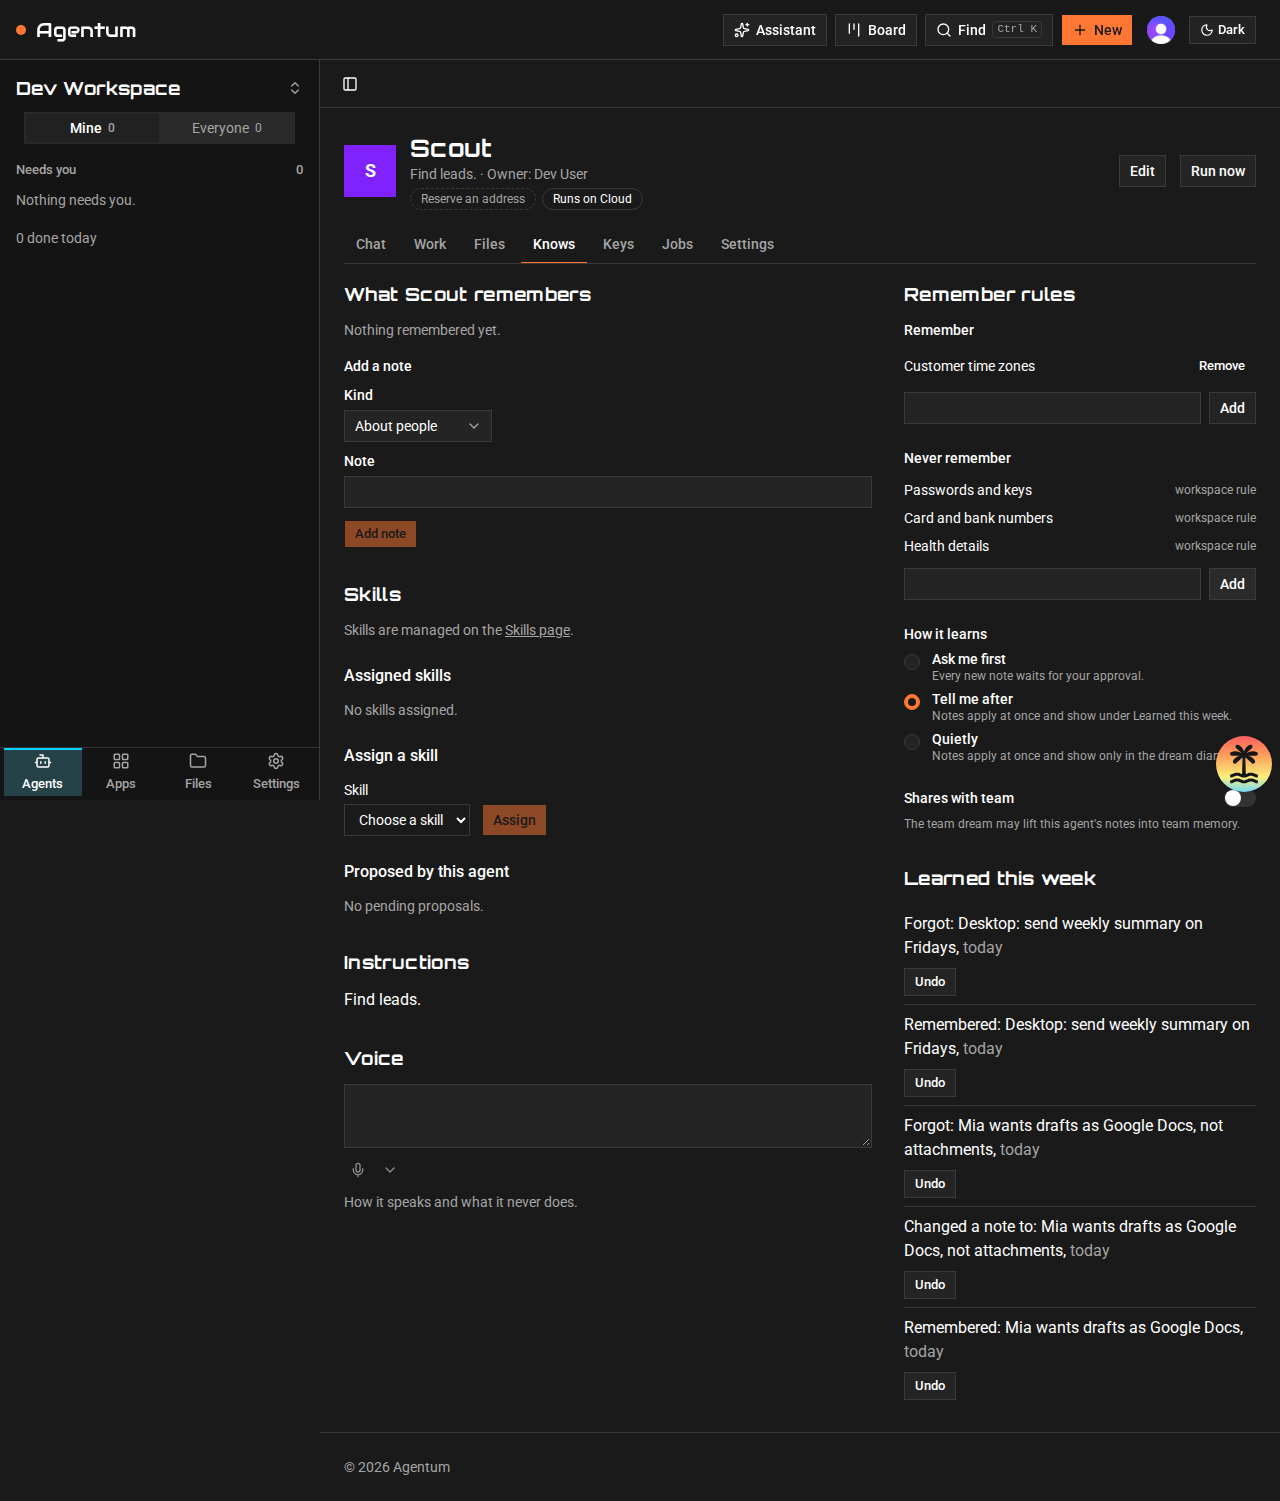 Agentum
Assistant
Board
Find Ctrl K
New
Dark
Dev Workspace
Mine 0
Everyone 0
Needs you 0
Nothing needs you.
0 done today
Agents
Apps
Files
Settings
S
Scout
Find leads. · Owner: Dev User
Reserve an address
Runs on Cloud
Edit
Run now
Chat
Work
Files
Knows
Keys
Jobs
Settings
What Scout remembers
Nothing remembered yet.
Add a note
Kind
About people
Note
Add note
Skills
Skills are managed on the Skills page.
Assigned skills
No skills assigned.
Assign a skill
Skill
Choose a skill
Assign
Proposed by this agent
No pending proposals.
Instructions
Find leads.
Voice
How it speaks and what it never does.
Remember rules
Remember
Customer time zones Remove
Add
Never remember
Passwords and keys workspace rule
Card and bank numbers workspace rule
Health details workspace rule
Add
How it learns
Ask me first
Every new note waits for your approval.
Tell me after
Notes apply at once and show under Learned this week.
Quietly
Notes apply at once and show only in the dream
Shares with team
The team dream may lift this agent's notes into team memory.
Learned this week
Forgot: Desktop: send weekly summary on
Fridays, today
Undo
Remembered: Desktop: send weekly summary on
Fridays, today
Undo
Forgot: Mia wants drafts as Google Docs, not
attachments, today
Undo
Changed a note to: Mia wants drafts as Google
Docs, not attachments, today
Undo
Remembered: Mia wants drafts as Google Docs,
today
Undo
© 2026 Agentum